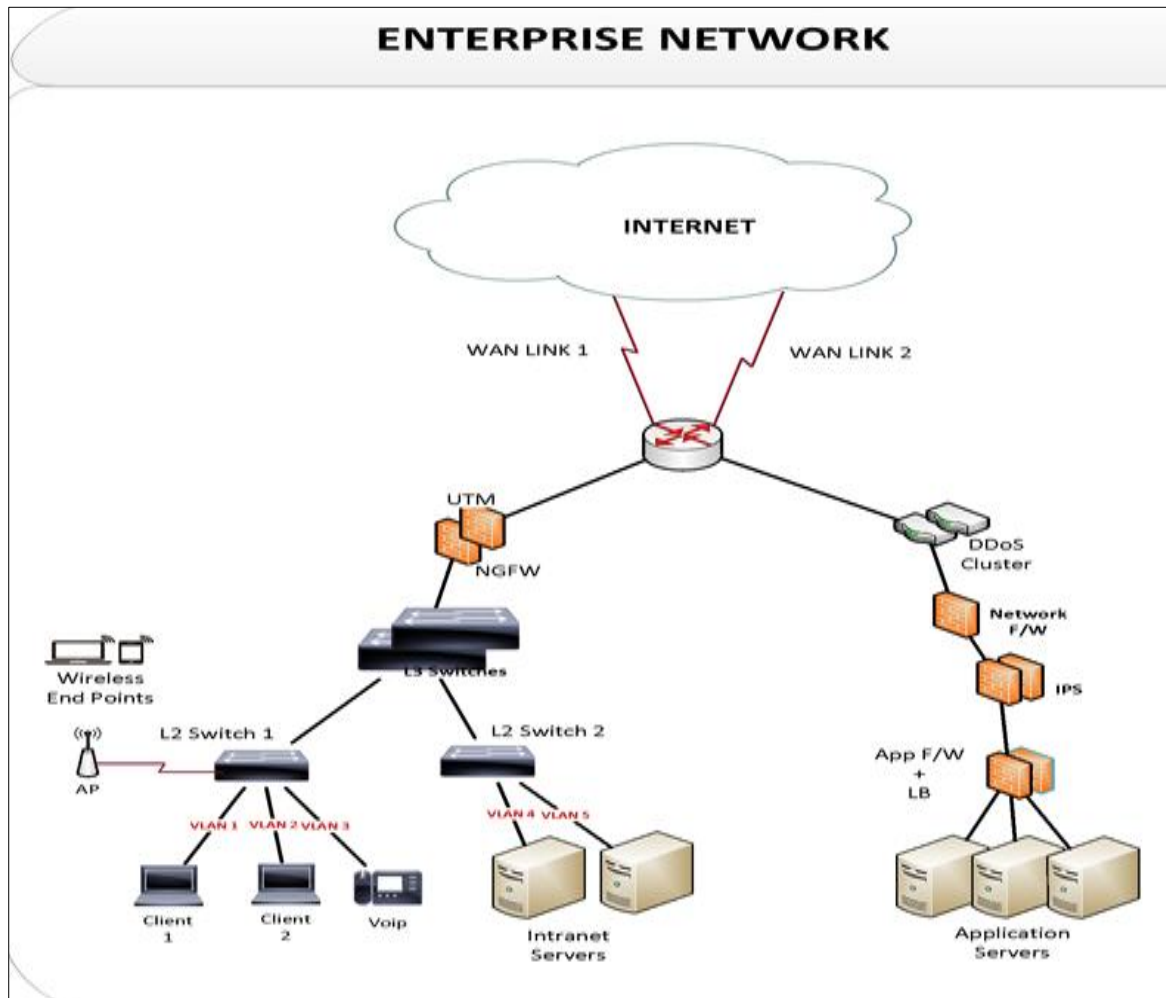 ENTERPRISE NETWORK
INTERNET
WAN LINK 1
WAN LINK 2
UTM
NGFW
DDoS
Cluster
Network
F/W
IPS
L3 Switches
Wireless
End Points
L2 Switch 1
L2 Switch 2
AP
App F/W
+
LB
VLAN 1
VLAN 2
VLAN 3
VLAN 4
VLAN 5
Client
1
Client
2
Voip
Intranet
Servers
Application
Servers